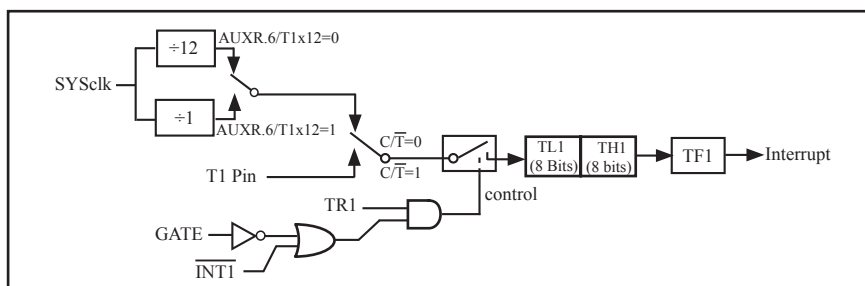 ÷12
AUXR.6/T1x12=0
SYSclk
÷1
AUXR.6/T1x12=1
C/T̅=0
C/T̅=1
T1 Pin
TR1
GATE
I̅N̅T̅1̅
control
TL1
(8 Bits)
TH1
(8 bits)
TF1
Interrupt